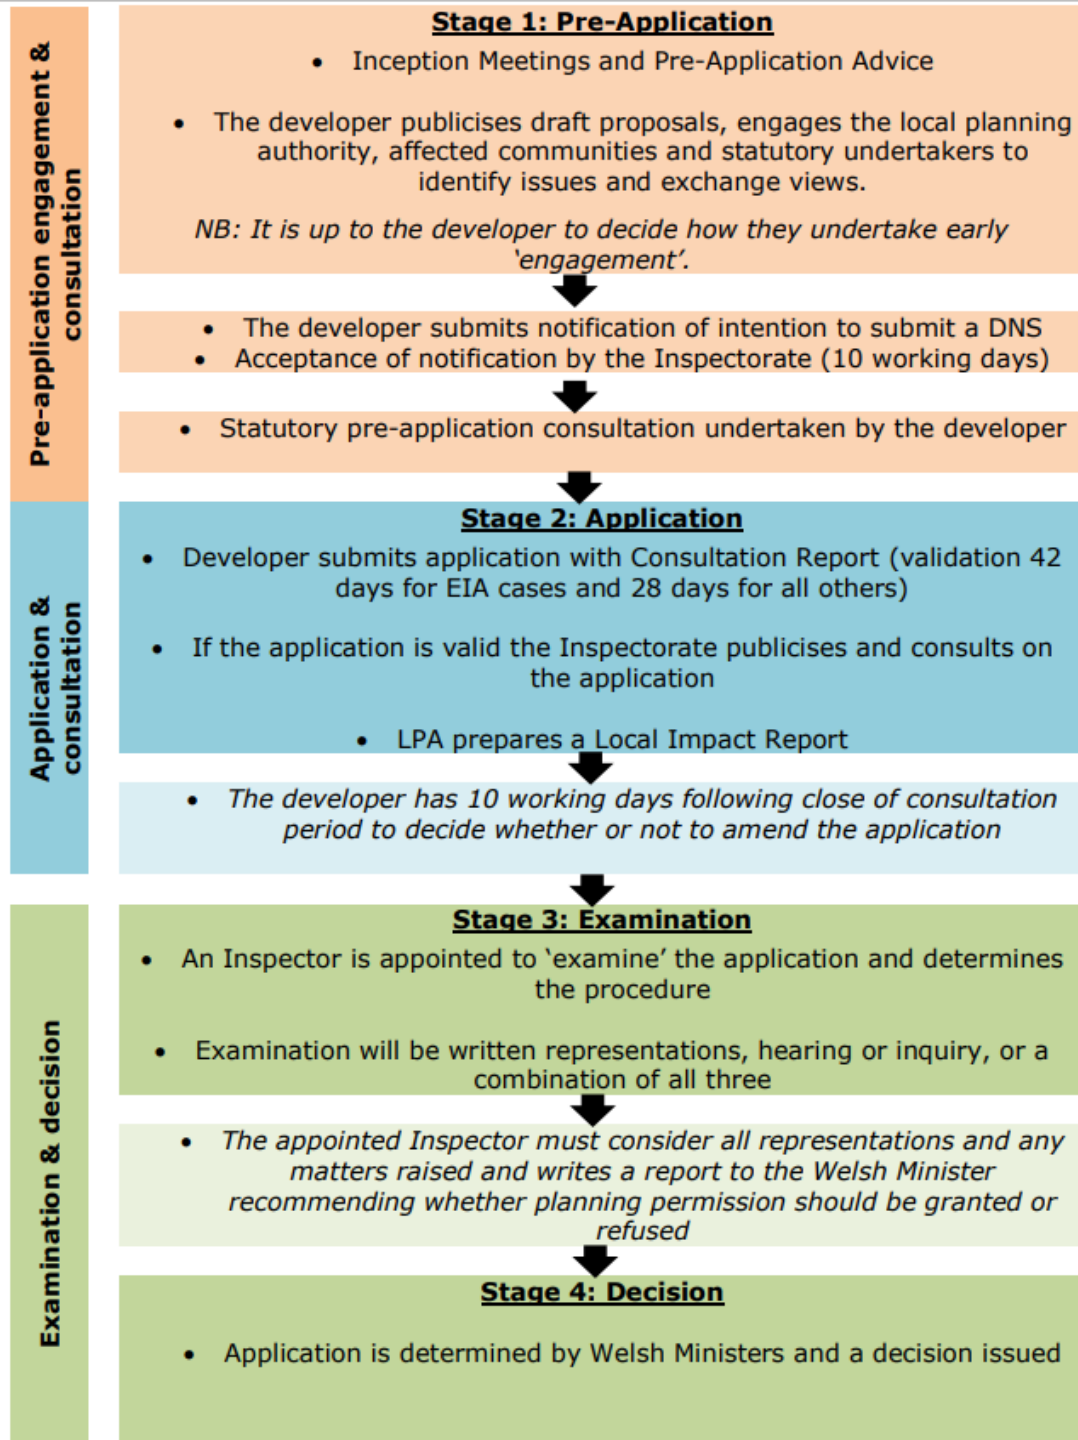 Pre-application engagement &
consultation
Stage 1: Pre-Application
• Inception Meetings and Pre-Application Advice
• The developer publicises draft proposals, engages the local planning
authority, affected communities and statutory undertakers to
identify issues and exchange views.
NB: It is up to the developer to decide how they undertake early
‘engagement’.
• The developer submits notification of intention to submit a DNS
• Acceptance of notification by the Inspectorate (10 working days)
• Statutory pre-application consultation undertaken by the developer
Application &
consultation
Stage 2: Application
• Developer submits application with Consultation Report (validation 42
days for EIA cases and 28 days for all others)
• If the application is valid the Inspectorate publicises and consults on
the application
• LPA prepares a Local Impact Report
• The developer has 10 working days following close of consultation
period to decide whether or not to amend the application
Examination & decision
Stage 3: Examination
• An Inspector is appointed to ‘examine’ the application and determines
the procedure
• Examination will be written representations, hearing or inquiry, or a
combination of all three
• The appointed Inspector must consider all representations and any
matters raised and writes a report to the Welsh Minister
recommending whether planning permission should be granted or
refused
Stage 4: Decision
• Application is determined by Welsh Ministers and a decision issued